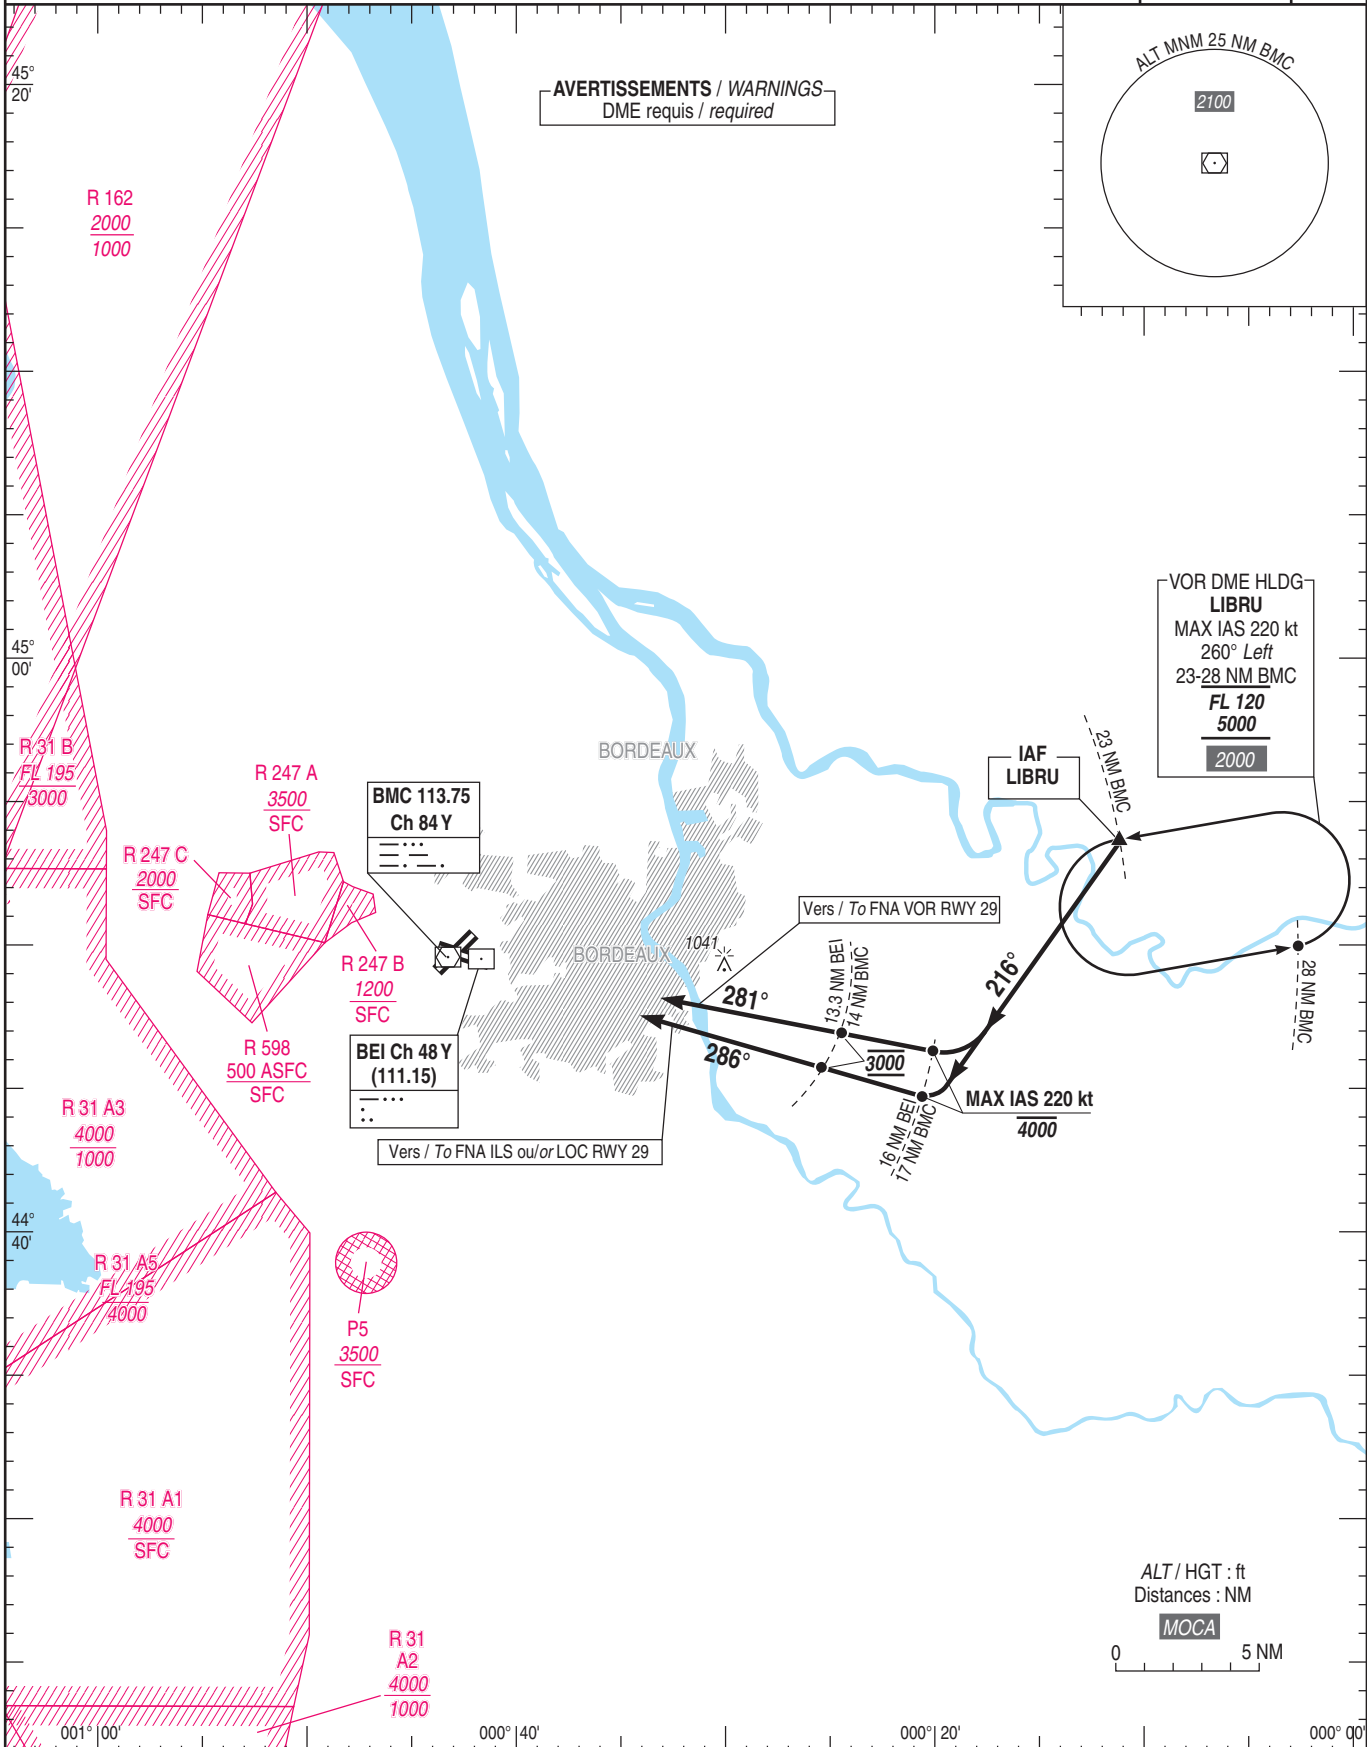 45°
20'
AVERTISSEMENTS / WARNINGS
DME requis / required
ALT MNM 25 NM BMC
2100
R 162
2000
1000
45°
00'
VOR DME HLDG
LIBRU
MAX IAS 220 kt
260° Left
23-28 NM BMC
FL 120
5000
2000
R 31 B
FL 195
3000
R 247 A
3500
SFC
BMC 113.75
Ch 84 Y
BORDEAUX
IAF
LIBRU
23 NM BMC
R 247 C
2000
SFC
Vers / To FNA VOR RWY 29
BORDEAUX
1041
R 247 B
1200
SFC
13.3 NM BEI
14 NM BMC
216°
28 NM BMC
281°
286°
3000
BEI Ch 48 Y
(111.15)
R 598
500 ASFC
SFC
MAX IAS 220 kt
4000
16 NM BEI
17 NM BMC
R 31 A3
4000
1000
Vers / To FNA ILS ou/or LOC RWY 29
44°
40'
R 31 A5
FL 195
4000
P5
3500
SFC
R 31 A1
4000
SFC
ALT / HGT : ft
Distances : NM
MOCA
0 5 NM
R 31
A2
4000
1000
001° 00'
000° 40'
000° 20'
000° 00'